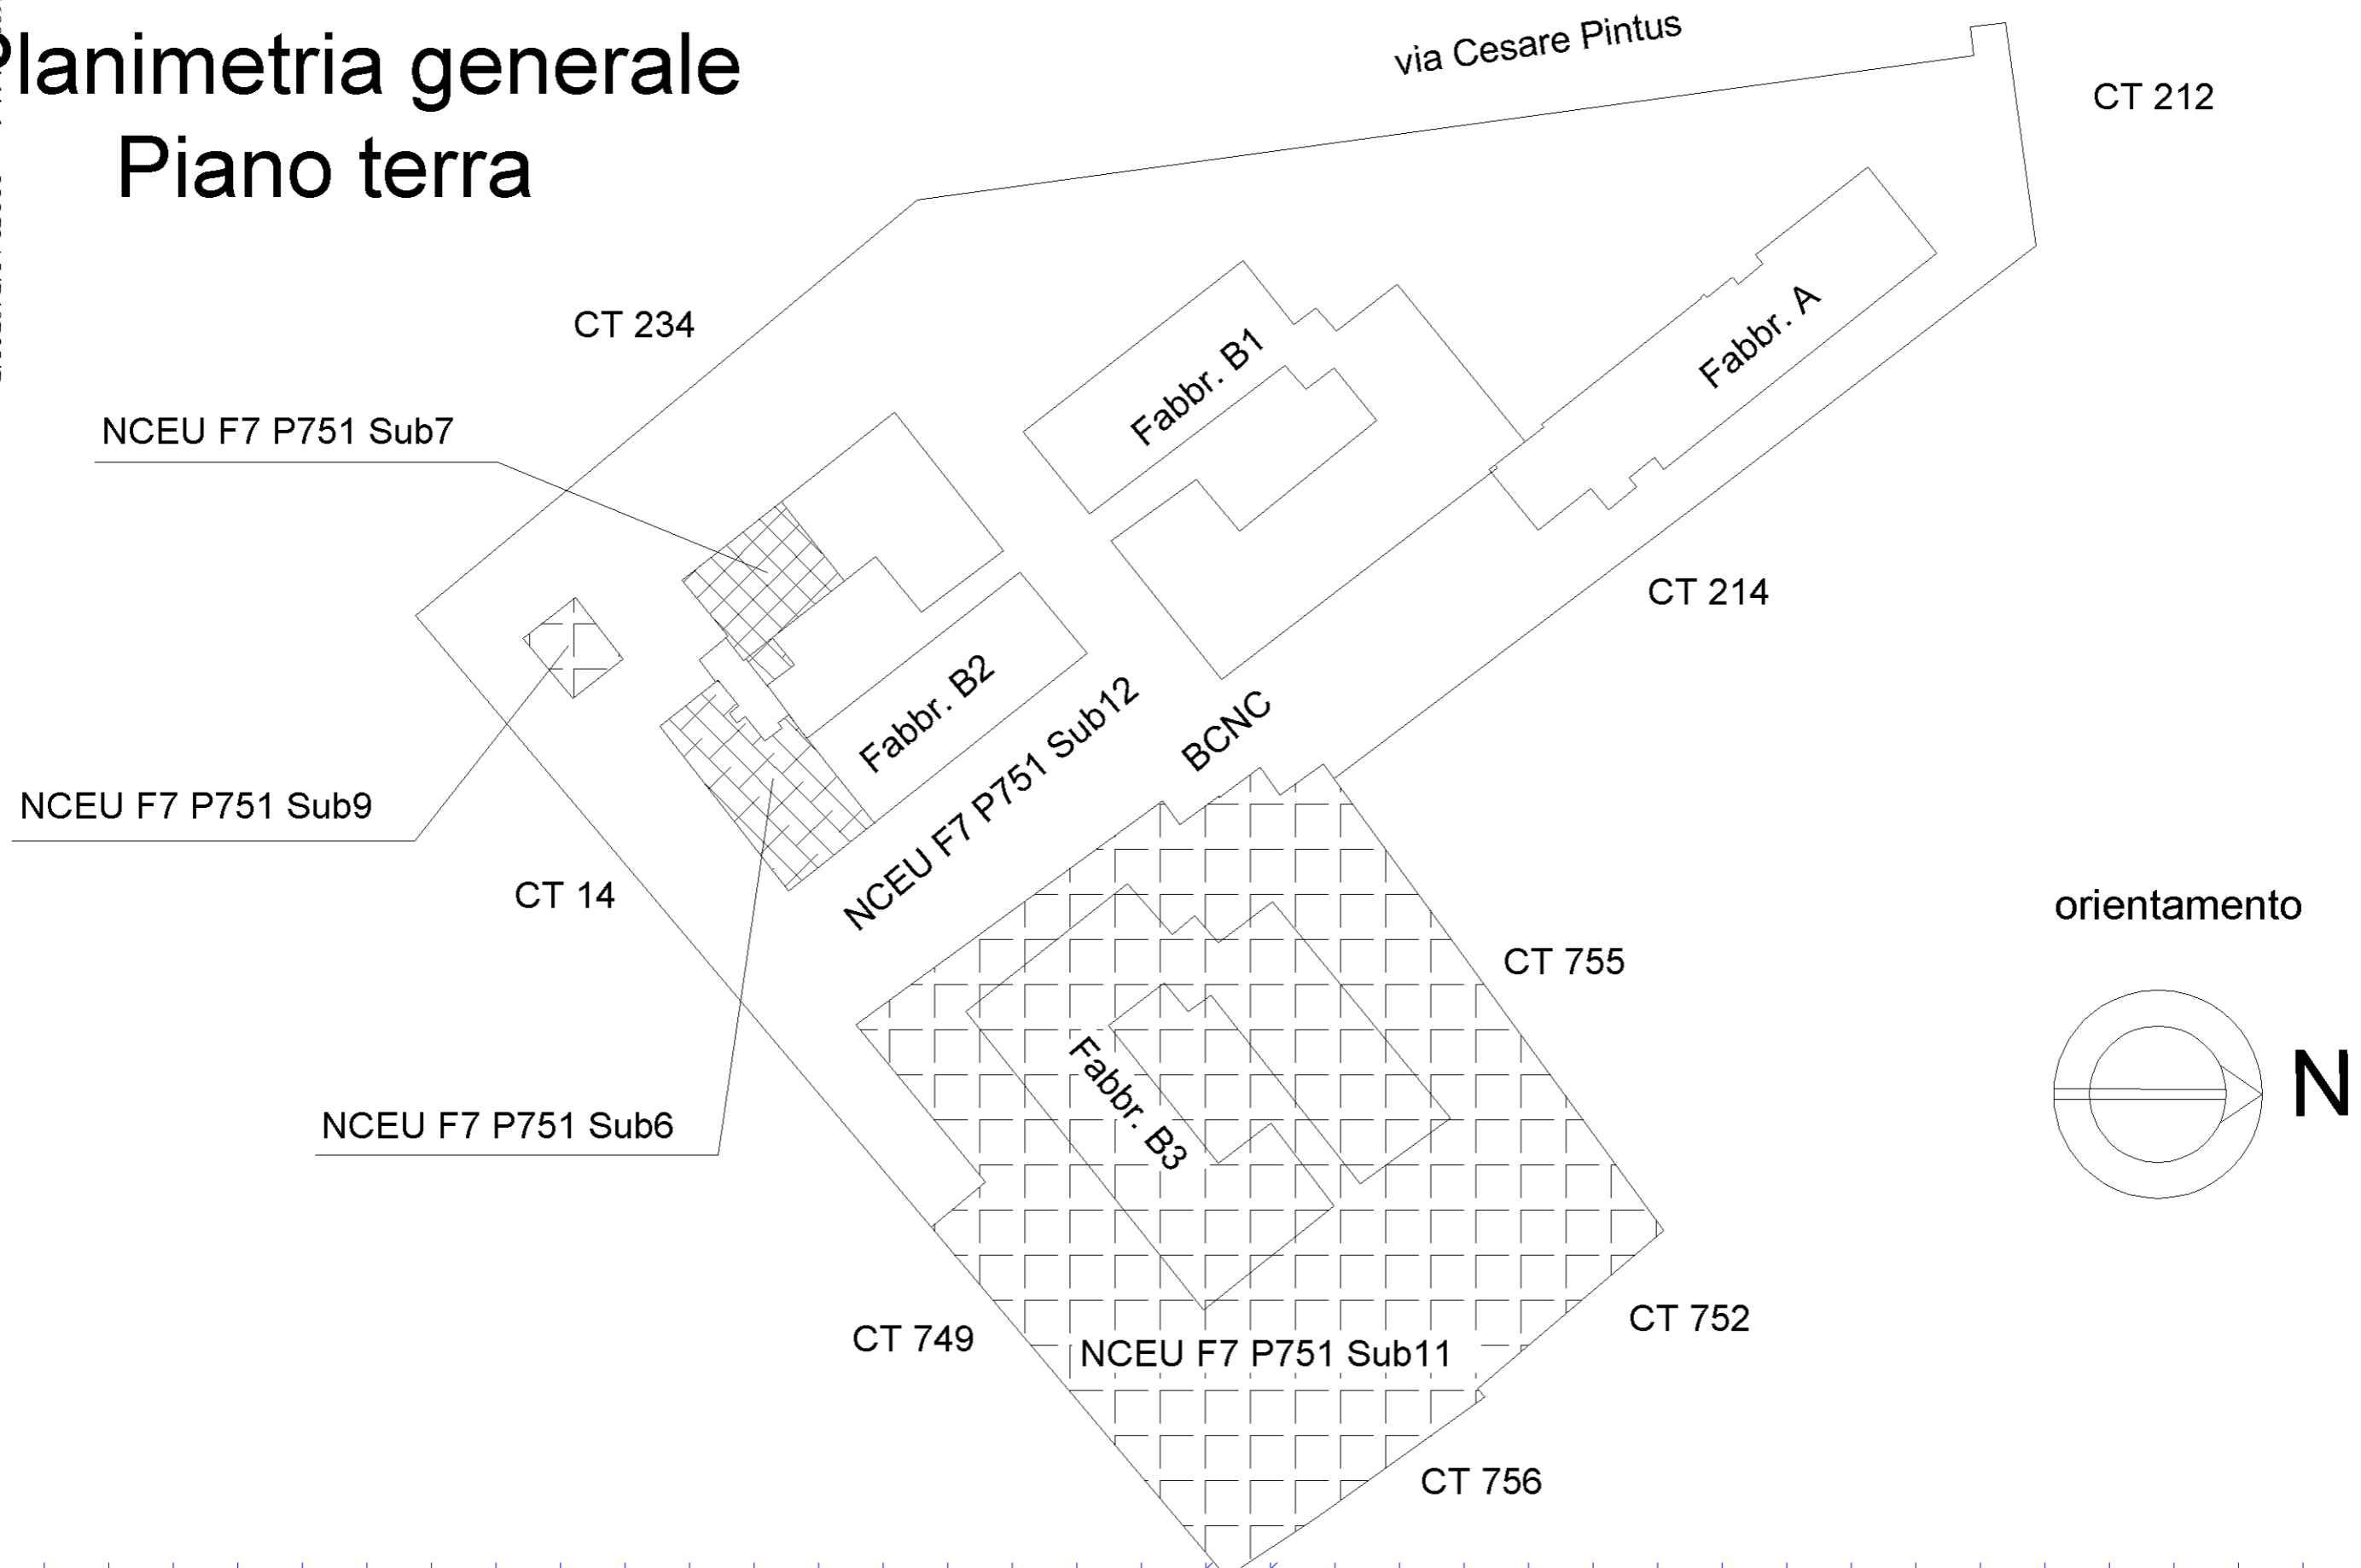 Planimetria generale
Piano terra
via Cesare Pintus
CT 212
CT 234
Fabbr. A
Fabbr. B1
NCEU F7 P751 Sub7
CT 214
Fabbr. B2
NCEU F7 P751 Sub12
BCNC
NCEU F7 P751 Sub9
CT 14
orientamento
N
CT 755
Fabbr. B3
NCEU F7 P751 Sub6
CT 752
CT 749
NCEU F7 P751 Sub11
CT 756